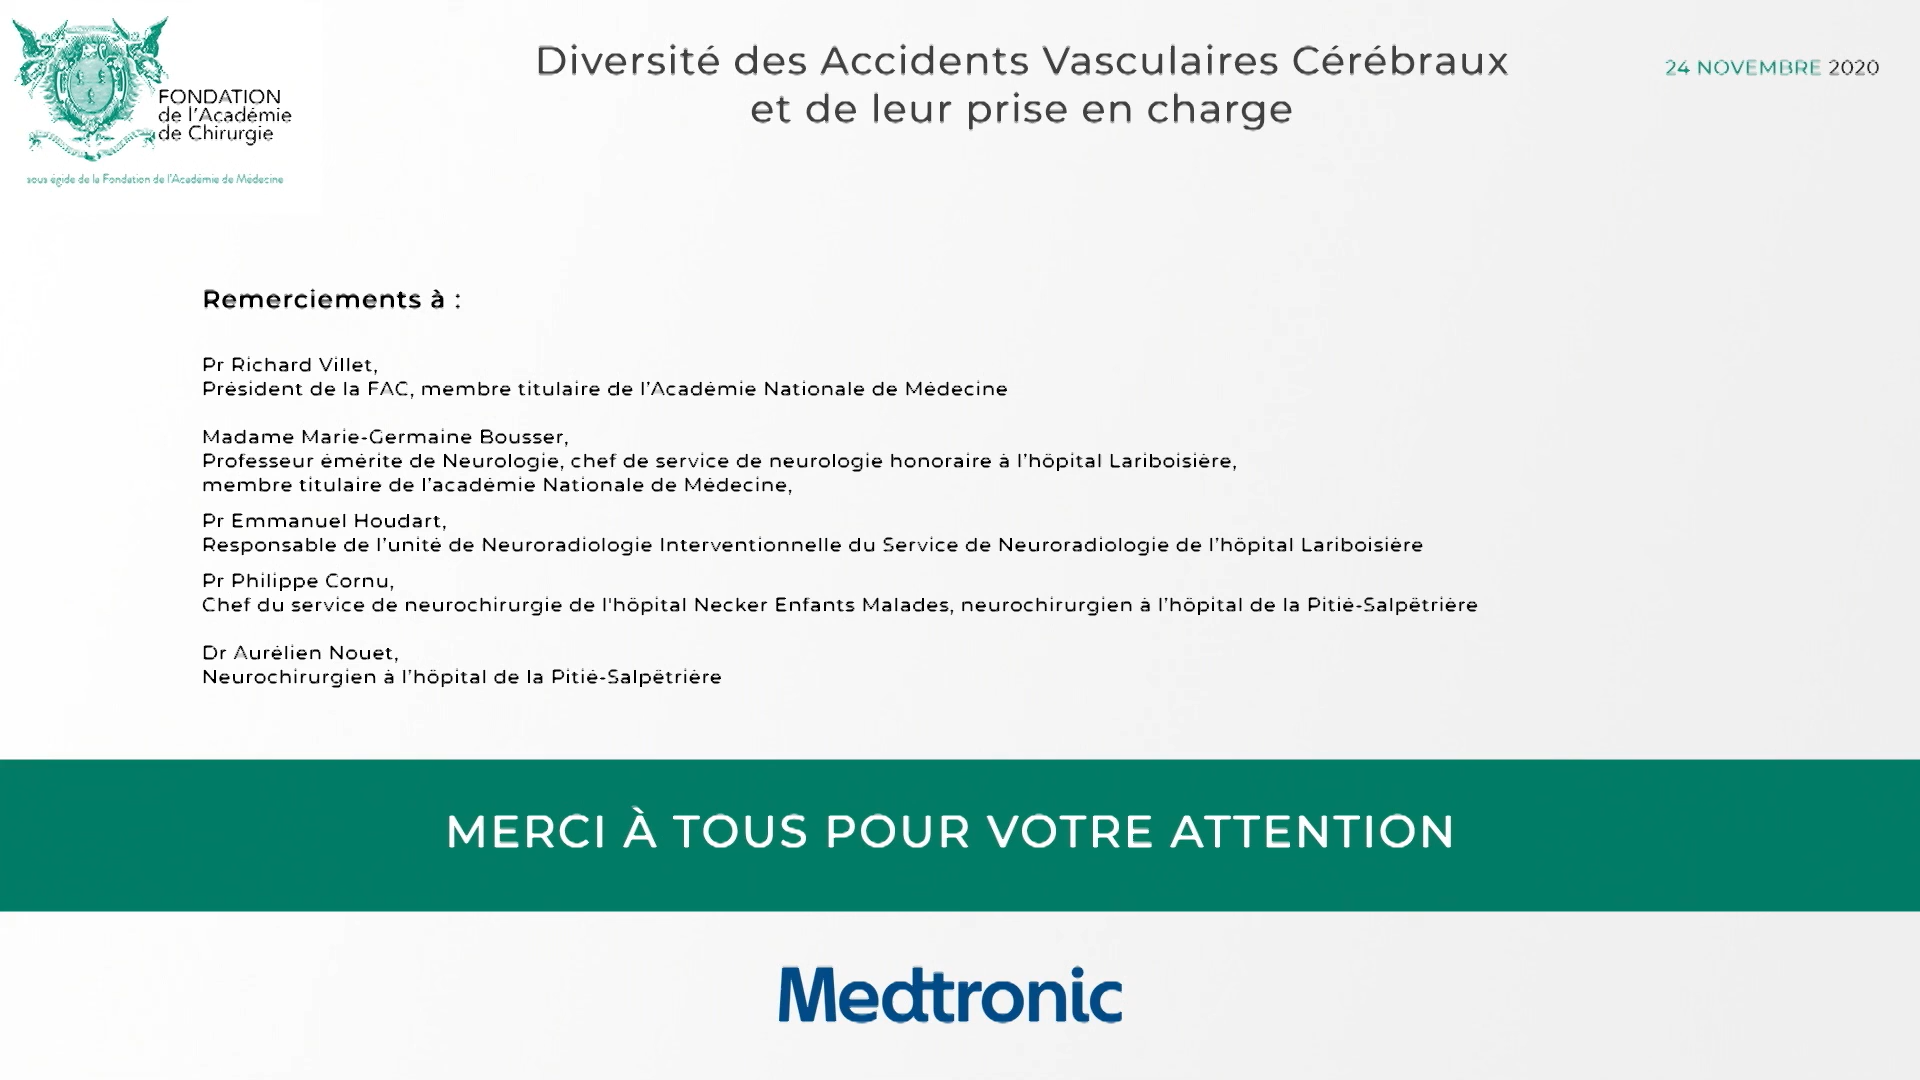 FONDATION
de l'Académie
de Chirurgie
sous égide de la Fondation de l'Académie de Médecine
Diversité des Accidents Vasculaires Cérébraux
et de leur prise en charge
24 NOVEMBRE 2020
Remerciements à :
Pr Richard Villet,
Président de la FAC, membre titulaire de l'Académie Nationale de Médecine
Madame Marie-Germaine Bousser,
Professeur émérite de Neurologie, chef de service de neurologie honoraire à l'hôpital Lariboisière,
membre titulaire de l'académie Nationale de Médecine,
Pr Emmanuel Houdart,
Responsable de l'unité de Neuroradiologie Interventionnelle du Service de Neuroradiologie de l'hôpital Lariboisière
Pr Philippe Cornu,
Chef du service de neurochirurgie de l'hôpital Necker Enfants Malades, neurochirurgien à l'hôpital de la Pitié-Salpêtrière
Dr Aurélien Nouet,
Neurochirurgien à l'hôpital de la Pitié-Salpêtrière
MERCI À TOUS POUR VOTRE ATTENTION
Medtronic